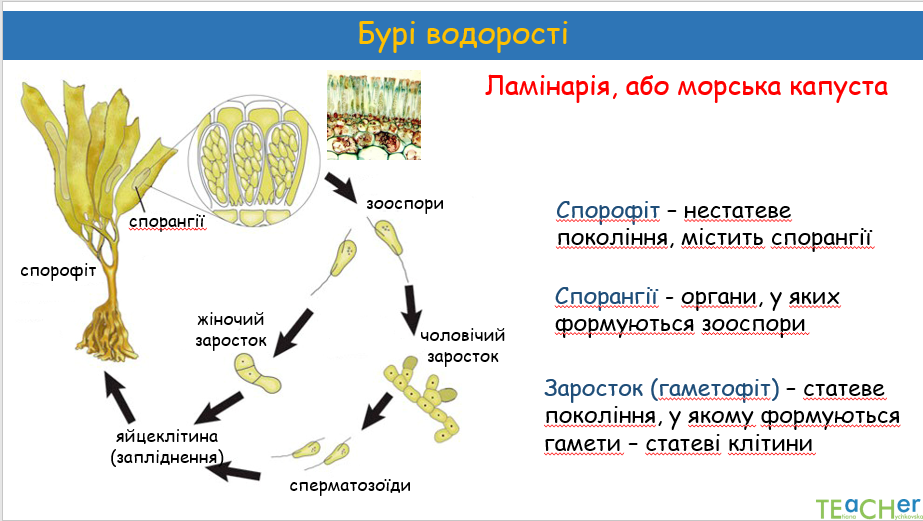 Бурі водорості
Ламінарія, або морська капуста
зооспори
спорангії
спорофіт
жіночий
заросток
чоловічий
заросток
яйцеклітина
(запліднення)
сперматозоїди
Спорофіт – нестатеве
покоління, містить спорангії
Спорангії - органи, у яких
формуються зооспори
Заросток (гаметофіт) – статеве
покоління, у якому формуються
гамети – статеві клітини
TEaCHer